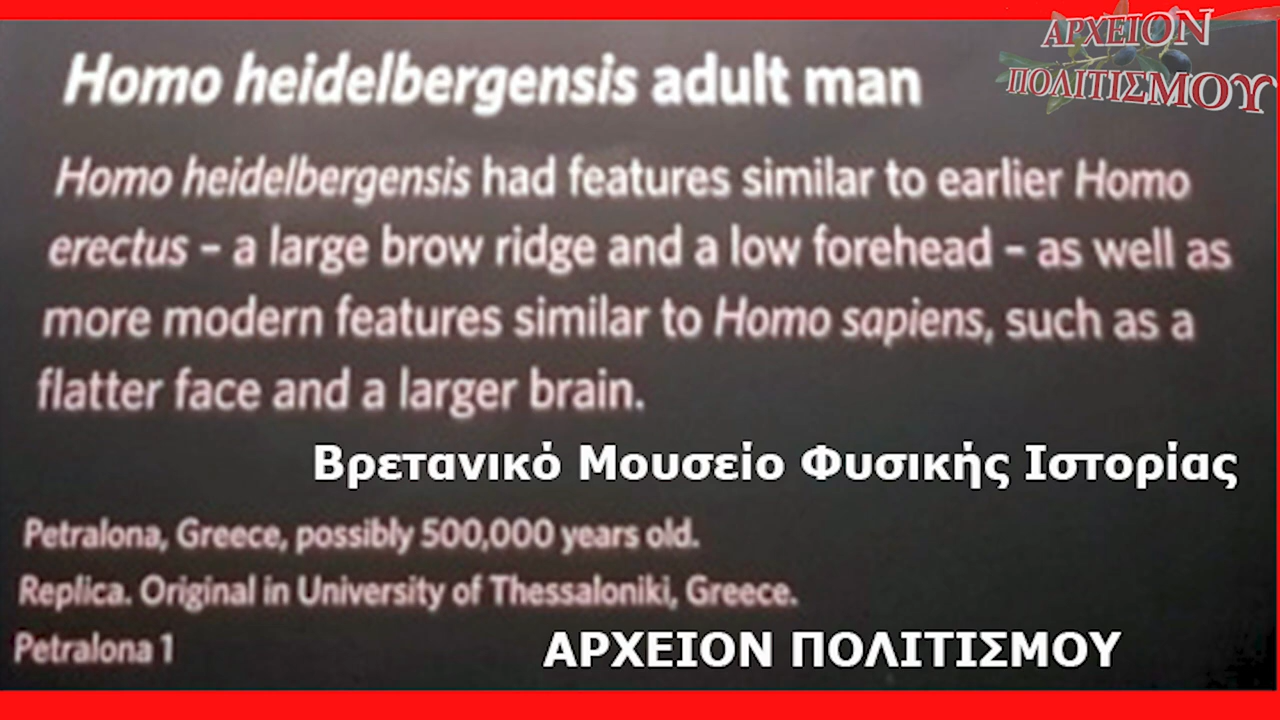 ΑΡΧΕΙΟΝ
ΠΟΛΙΤΙΣΜΟΥ
Homo heidelbergensis adult man
Homo heidelbergensis had features similar to earlier Homo
erectus – a large brow ridge and a low forehead – as well as
more modern features similar to Homo sapiens, such as a
flatter face and a larger brain.
Βρετανικό Μουσείο Φυσικής Ιστορίας
Petralona, Greece, possibly 500,000 years old.
Replica. Original in University of Thessaloniki, Greece.
Petralona 1
ΑΡΧΕΙΟΝ ΠΟΛΙΤΙΣΜΟΥ